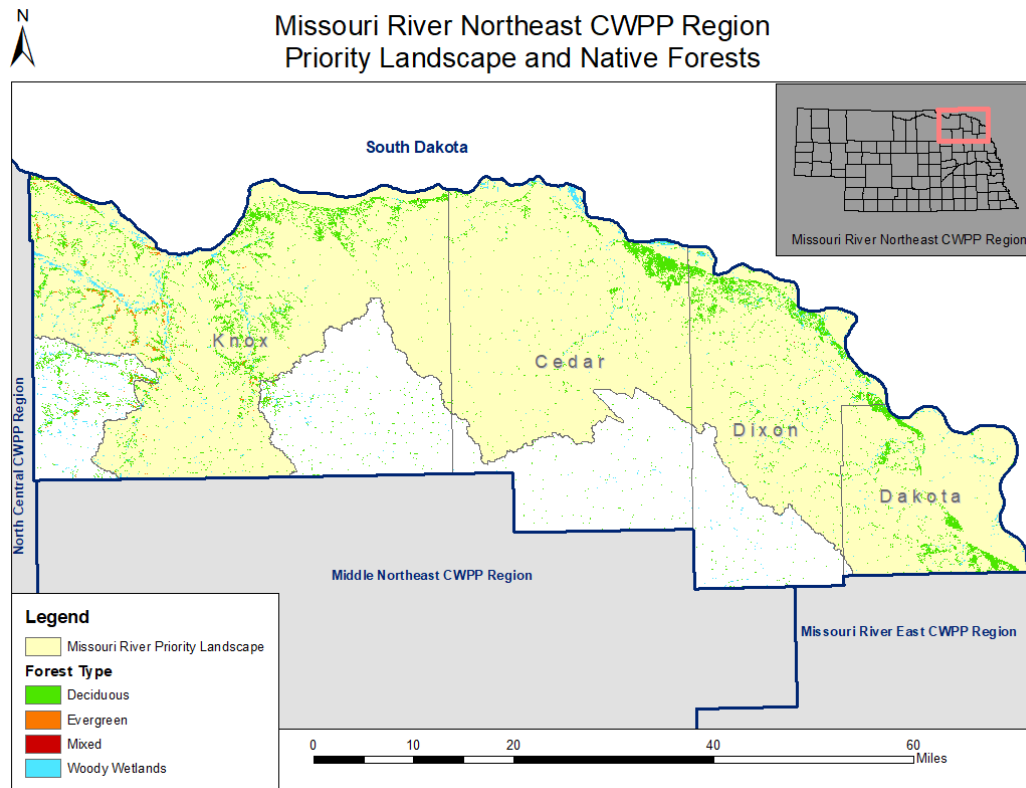 N
Missouri River Northeast CWPP Region
Priority Landscape and Native Forests
South Dakota
Missouri River Northeast CWPP Region
Knox
Cedar
Dixon
Dakota
North Central CWPP Region
Middle Northeast CWPP Region
Missouri River East CWPP Region
Legend
Missouri River Priority Landscape
Forest Type
Deciduous
Evergreen
Mixed
Woody Wetlands
0 10 20 40 60
Miles